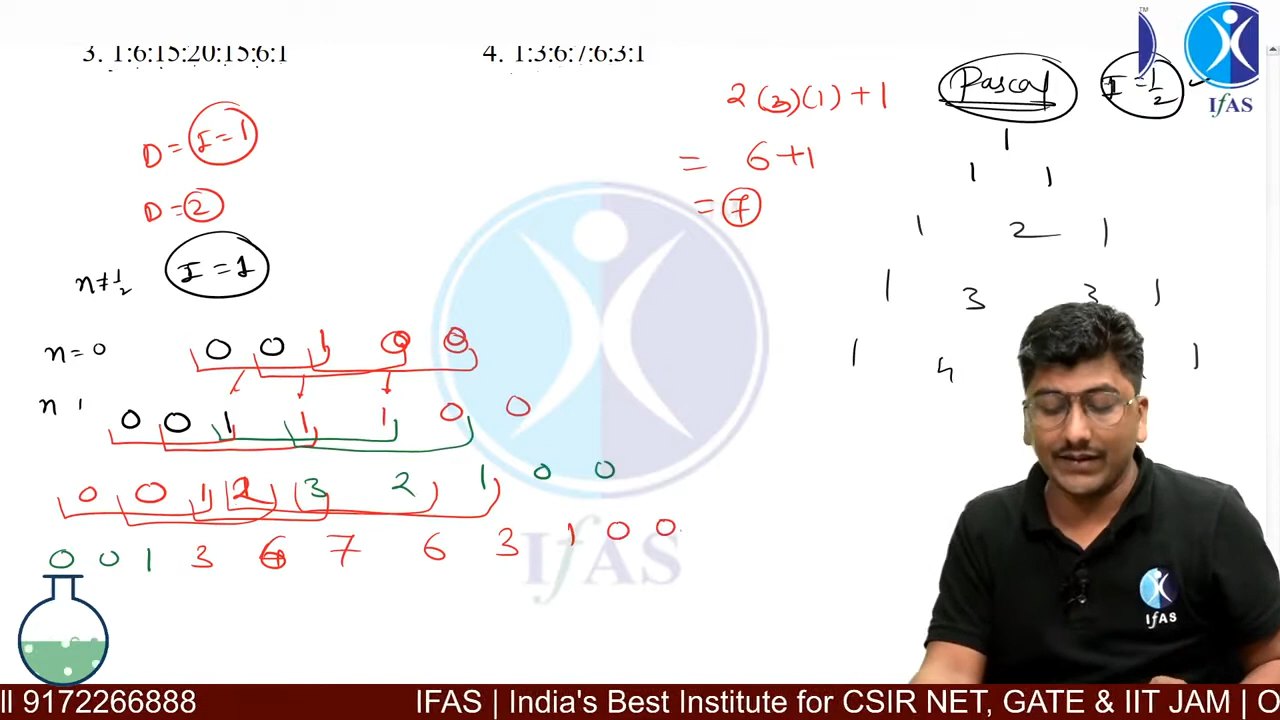 3. 1:6:15:20:15:6:1
4. 1:3:6:7:6:3:1
TM
IFAS
2 (3)(1) + 1
= 6 + 1
= 7
Pascal
I = 1/2
D = I = 1
D = 2
n ≠ 1/2
I = 1
1
1 1
1 2 1
1 3 3 1
1 4 1
n = 0
0 0 1 0 0
n 1
0 0 1 1 1 0 0
0 0 1 2 3 2 1 0 0
0 0 1 3 6 7 6 3 1 0 0
IFAS
IFAS
ll 9172266888
IFAS | India's Best Institute for CSIR NET, GATE & IIT JAM | O